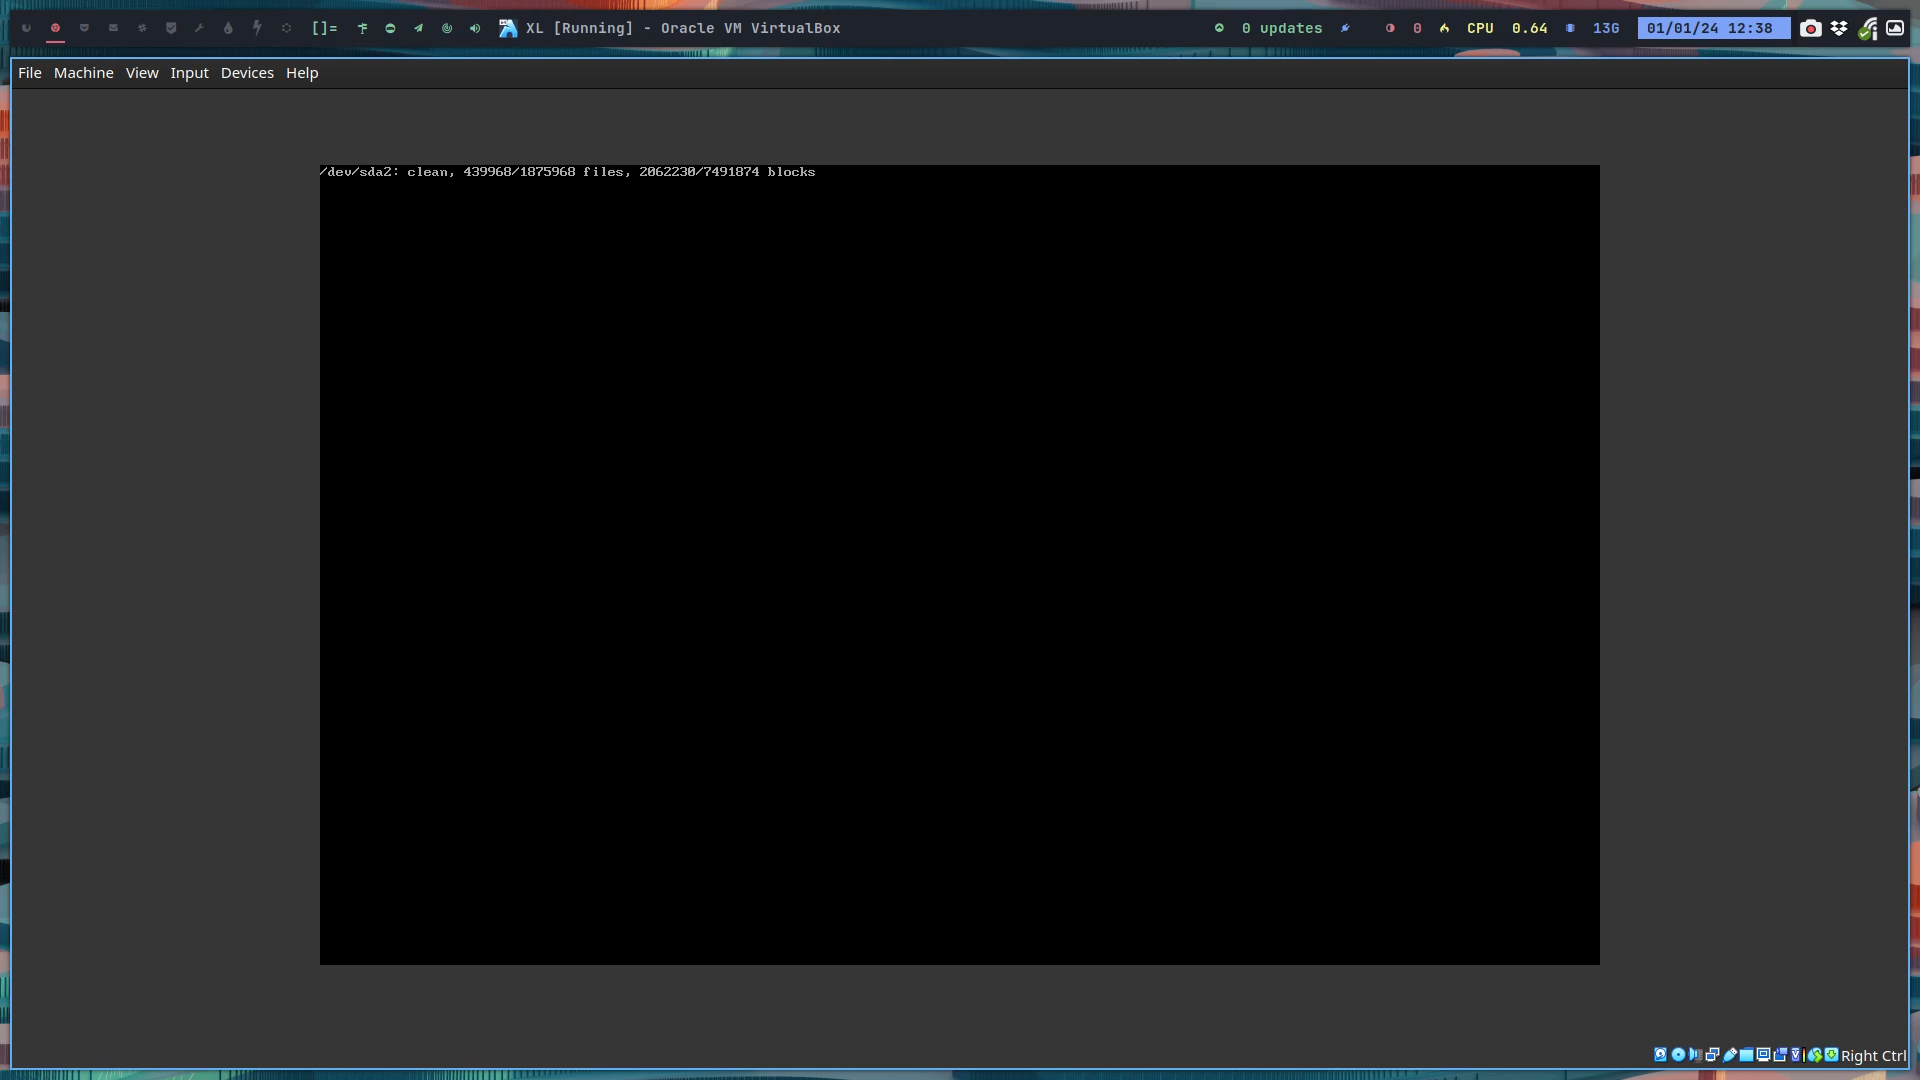 []= XL [Running] - Oracle VM VirtualBox 0 updates 0 CPU 0.64 13G 01/01/24 12:38
File Machine View Input Devices Help
/dev/sda2: clean, 439968/1875968 files, 2062230/7491874 blocks
Right Ctrl